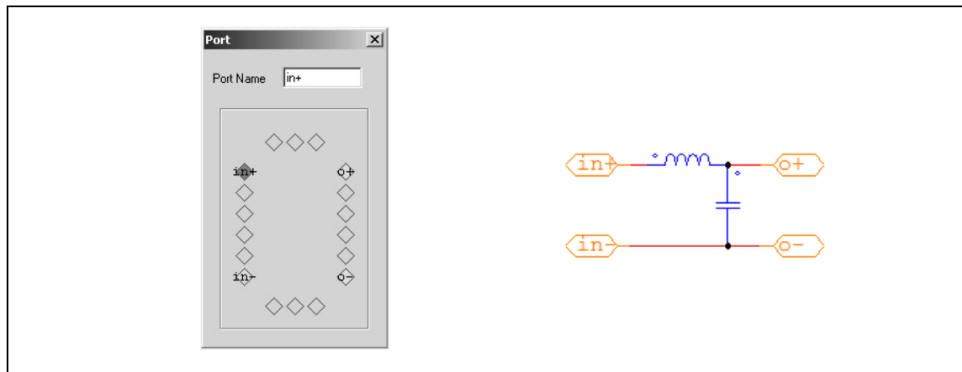 Port
Port Name in+
in+ o+
in- o-
in+ o+
in- o-